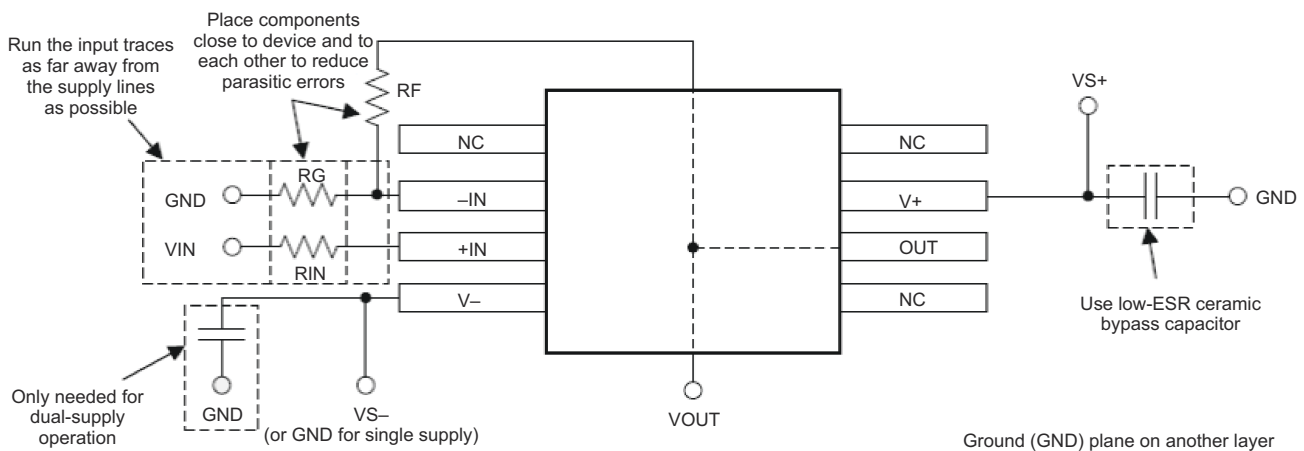 Place components
close to device and to
each other to reduce
parasitic errors
Run the input traces
as far away from
the supply lines
as possible
RF
VS+
NC
NC
RG
GND
–IN
V+
GND
VIN
+IN
OUT
RIN
V–
NC
Use low-ESR ceramic
bypass capacitor
Only needed for
dual-supply
operation
GND
VS–
(or GND for single supply)
VOUT
Ground (GND) plane on another layer